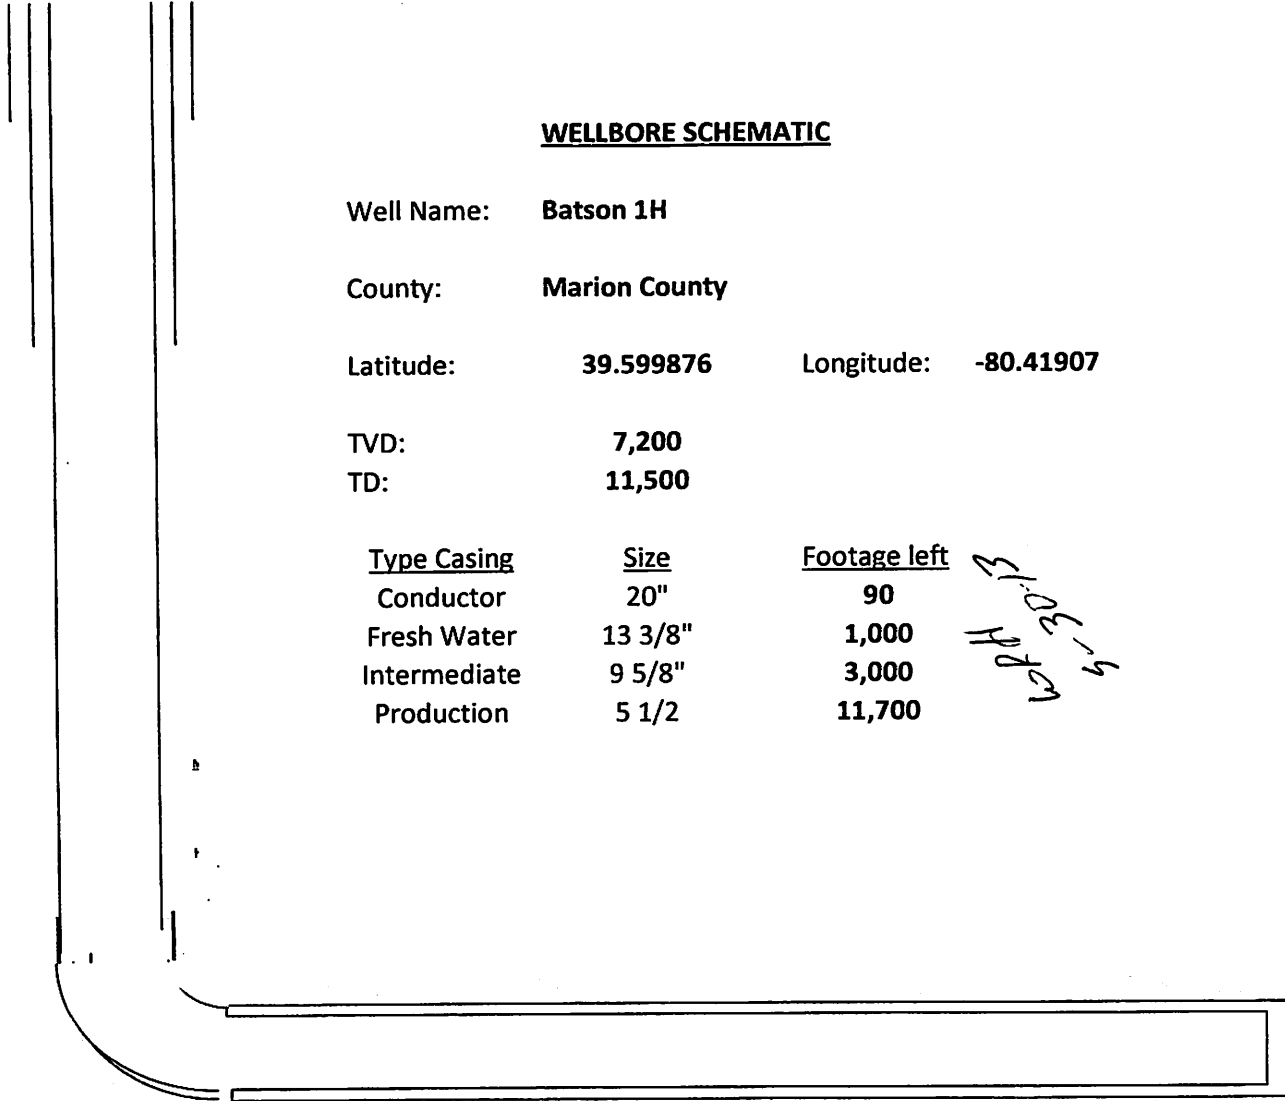 WELLBORE SCHEMATIC
Well Name: Batson 1H
County: Marion County
Latitude: 39.599876 Longitude: -80.41907
TVD: 7,200
TD: 11,500
Type Casing Size Footage left
Conductor 20" 90
Fresh Water 13 3/8" 1,000
Intermediate 9 5/8" 3,000
Production 5 1/2 11,700